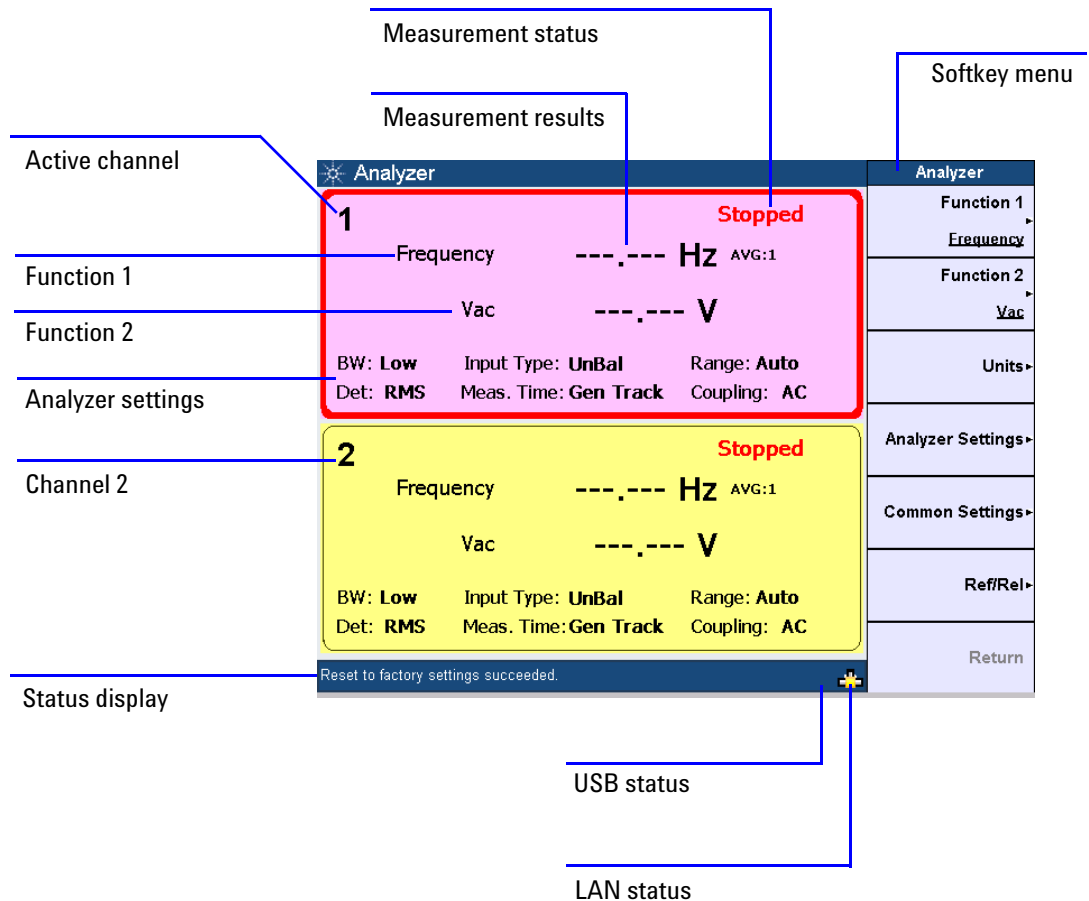 Measurement status
Softkey menu
Measurement results
Active channel
Function 1
Function 2
Analyzer settings
Channel 2
Status display
USB status
LAN status
Analyzer
1
Stopped
Frequency ---.--- Hz AVG:1
Vac ---.--- V
BW: Low Input Type: UnBal Range: Auto
Det: RMS Meas. Time: Gen Track Coupling: AC
2
Stopped
Frequency ---.--- Hz AVG:1
Vac ---.--- V
BW: Low Input Type: UnBal Range: Auto
Det: RMS Meas. Time: Gen Track Coupling: AC
Reset to factory settings succeeded.
Analyzer
Function 1
Frequency
Function 2
Vac
Units
Analyzer Settings
Common Settings
Ref/Rel
Return